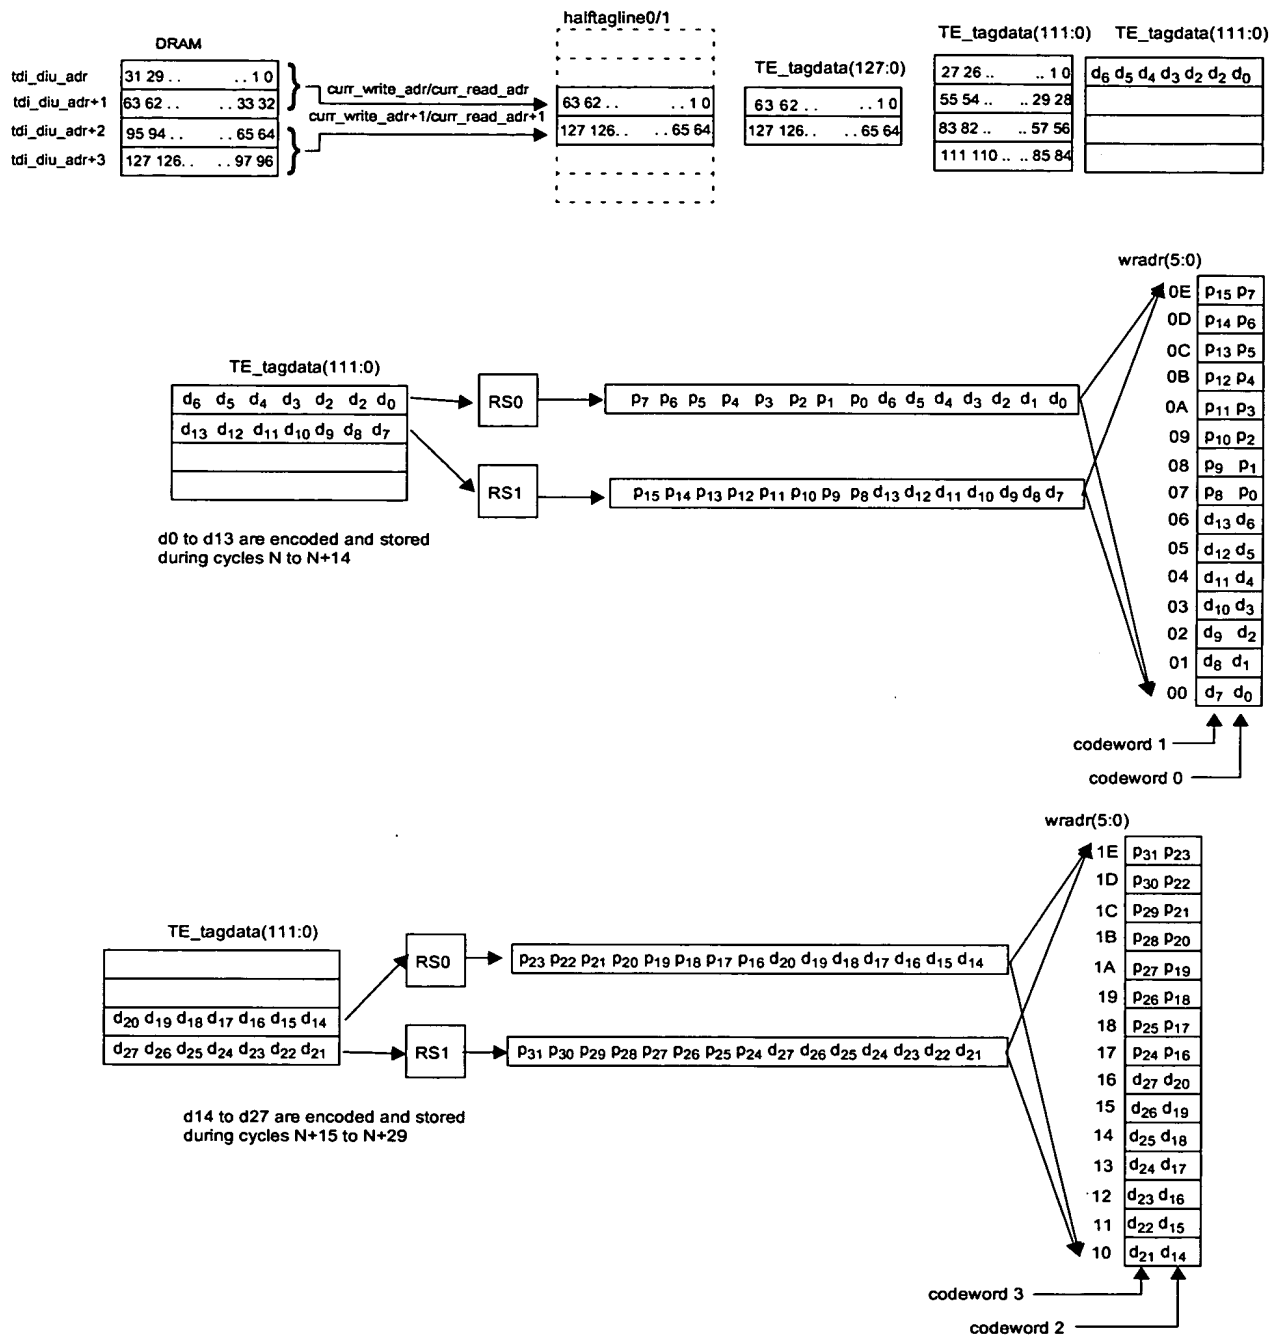 halftagline0/1
DRAM
TE_tagdata(111:0) TE_tagdata(111:0)
TE_tagdata(127:0)
tdi_diu_adr 31 29 . . . . 1 0
tdi_diu_adr+1 63 62 . . . . 33 32
tdi_diu_adr+2 95 94 . . . . 65 64
tdi_diu_adr+3 127 126. . . . 97 96
curr_write_adr/curr_read_adr
curr_write_adr+1/curr_read_adr+1
63 62 . . . . 1 0
127 126. . . . 65 64
63 62 . . . . 1 0
127 126. . . . 65 64
27 26 .. .. 1 0
55 54 .. .. 29 28
83 82 .. .. 57 56
111 110 .. .. 85 84
d6 d5 d4 d3 d2 d2 d0
wradr(5:0)
0E p15 p7
0D p14 p6
0C p13 p5
0B p12 p4
0A p11 p3
09 p10 p2
08 p9 p1
07 p8 p0
06 d13 d6
05 d12 d5
04 d11 d4
03 d10 d3
02 d9 d2
01 d8 d1
00 d7 d0
codeword 1
codeword 0
TE_tagdata(111:0)
d6 d5 d4 d3 d2 d2 d0
d13 d12 d11 d10 d9 d8 d7
RS0
RS1
p7 p6 p5 p4 p3 p2 p1 p0 d6 d5 d4 d3 d2 d1 d0
p15 p14 p13 p12 p11 p10 p9 p8 d13 d12 d11 d10 d9 d8 d7
d0 to d13 are encoded and stored
during cycles N to N+14
wradr(5:0)
1E p31 p23
1D p30 p22
1C p29 p21
1B p28 p20
1A p27 p19
19 p26 p18
18 p25 p17
17 p24 p16
16 d27 d20
15 d26 d19
14 d25 d18
13 d24 d17
12 d23 d16
11 d22 d15
10 d21 d14
codeword 3
codeword 2
TE_tagdata(111:0)
d20 d19 d18 d17 d16 d15 d14
d27 d26 d25 d24 d23 d22 d21
RS0
RS1
p23 p22 p21 p20 p19 p18 p17 p16 d20 d19 d18 d17 d16 d15 d14
p31 p30 p29 p28 p27 p26 p25 p24 d27 d26 d25 d24 d23 d22 d21
d14 to d27 are encoded and stored
during cycles N+15 to N+29